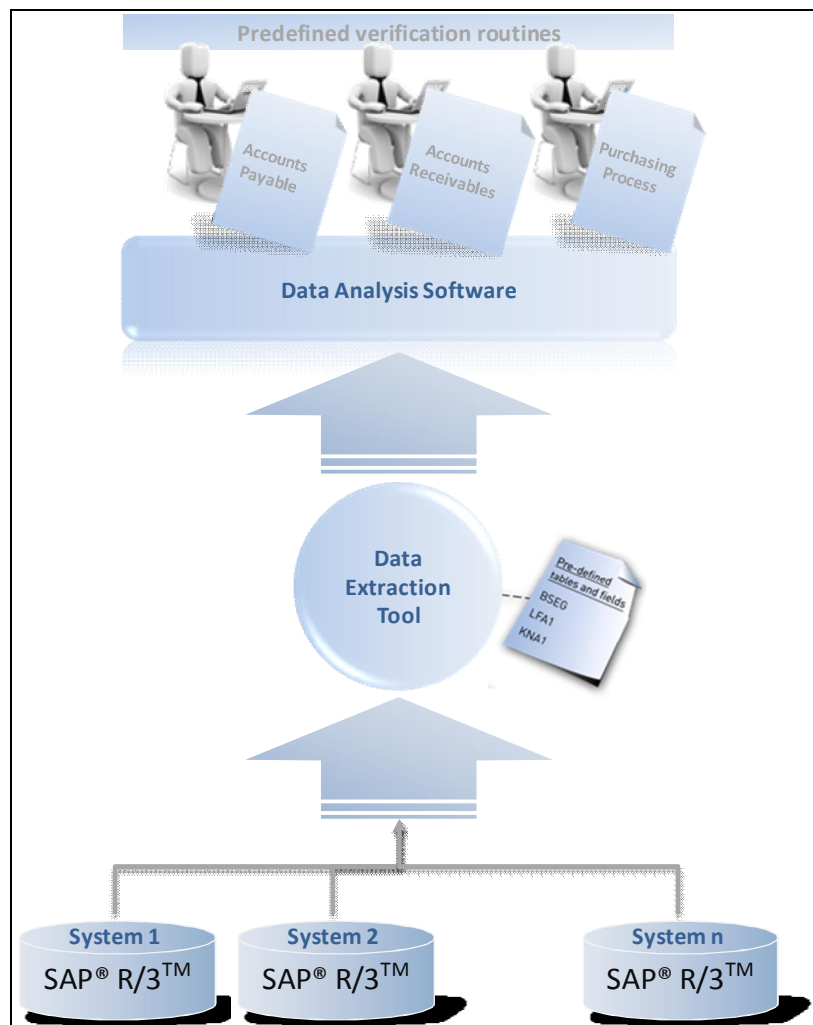 Predefined verification routines
Accounts
Payable
Accounts
Receivables
Purchasing
Process
Data Analysis Software
Data
Extraction
Tool
Pre-defined
tables and fields
BSEG
LFA1
KNA1
System 1
SAP® R/3™
System 2
SAP® R/3™
System n
SAP® R/3™